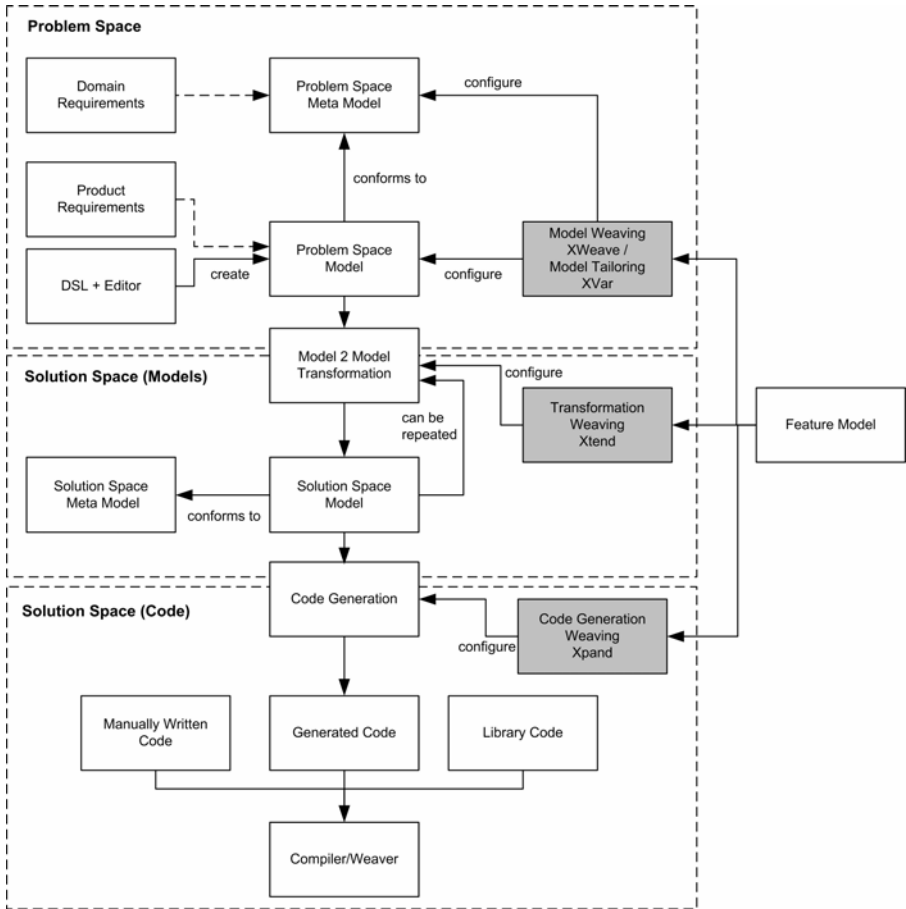 Problem Space
Domain
Requirements
Problem Space
Meta Model
configure
conforms to
Product
Requirements
DSL + Editor
create
Problem Space
Model
configure
Model Weaving
XWeave /
Model Tailoring
XVar
Solution Space (Models)
Model 2 Model
Transformation
configure
can be
repeated
Transformation
Weaving
Xtend
Feature Model
Solution Space
Meta Model
conforms to
Solution Space
Model
Solution Space (Code)
Code Generation
configure
Code Generation
Weaving
Xpand
Manually Written
Code
Generated Code
Library Code
Compiler/Weaver